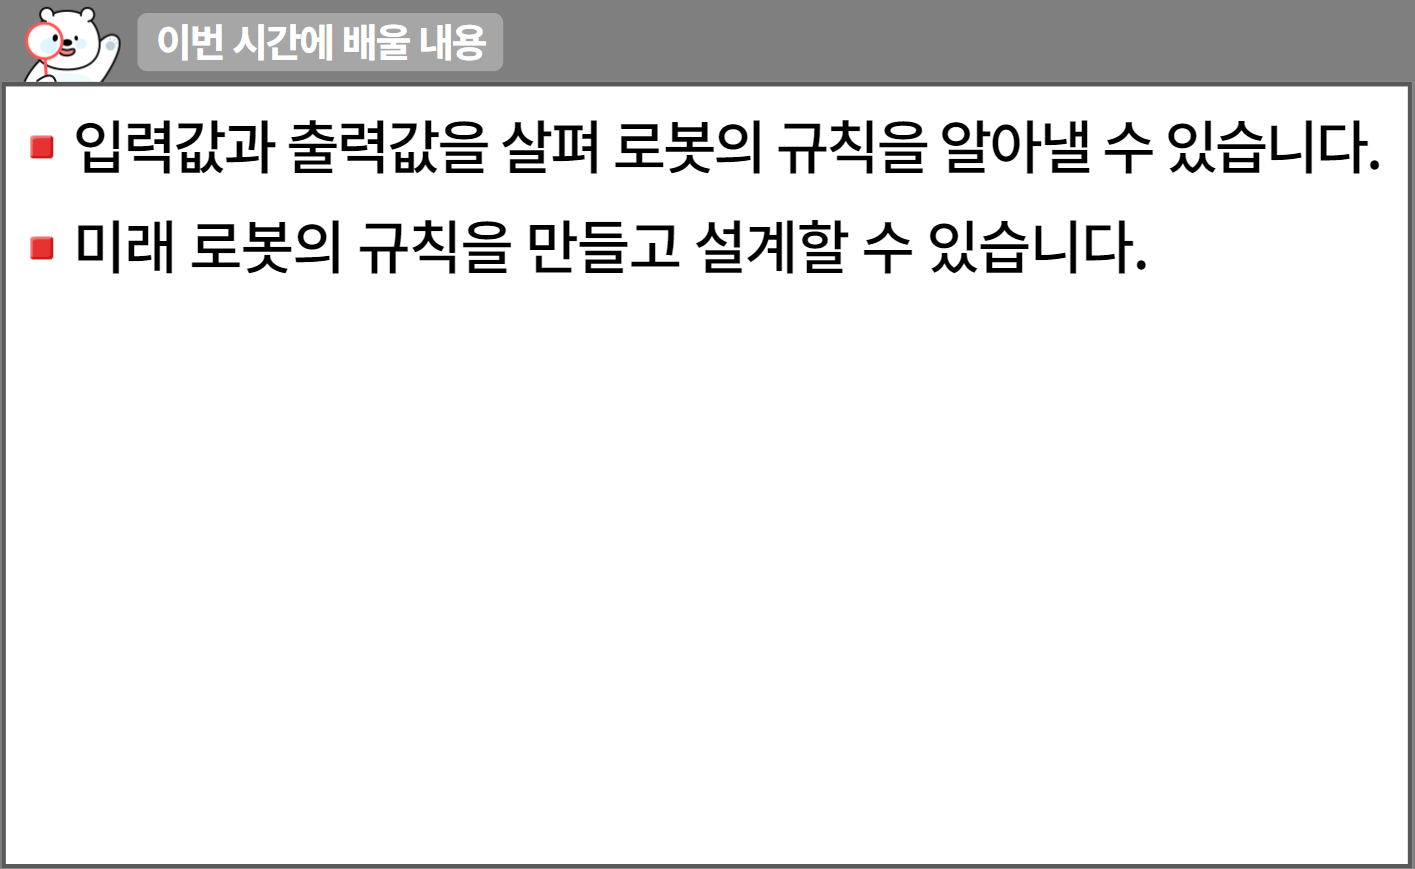 이번 시간에 배울 내용
입력값과 출력값을 살펴 로봇의 규칙을 알아낼 수 있습니다.
미래 로봇의 규칙을 만들고 설계할 수 있습니다.